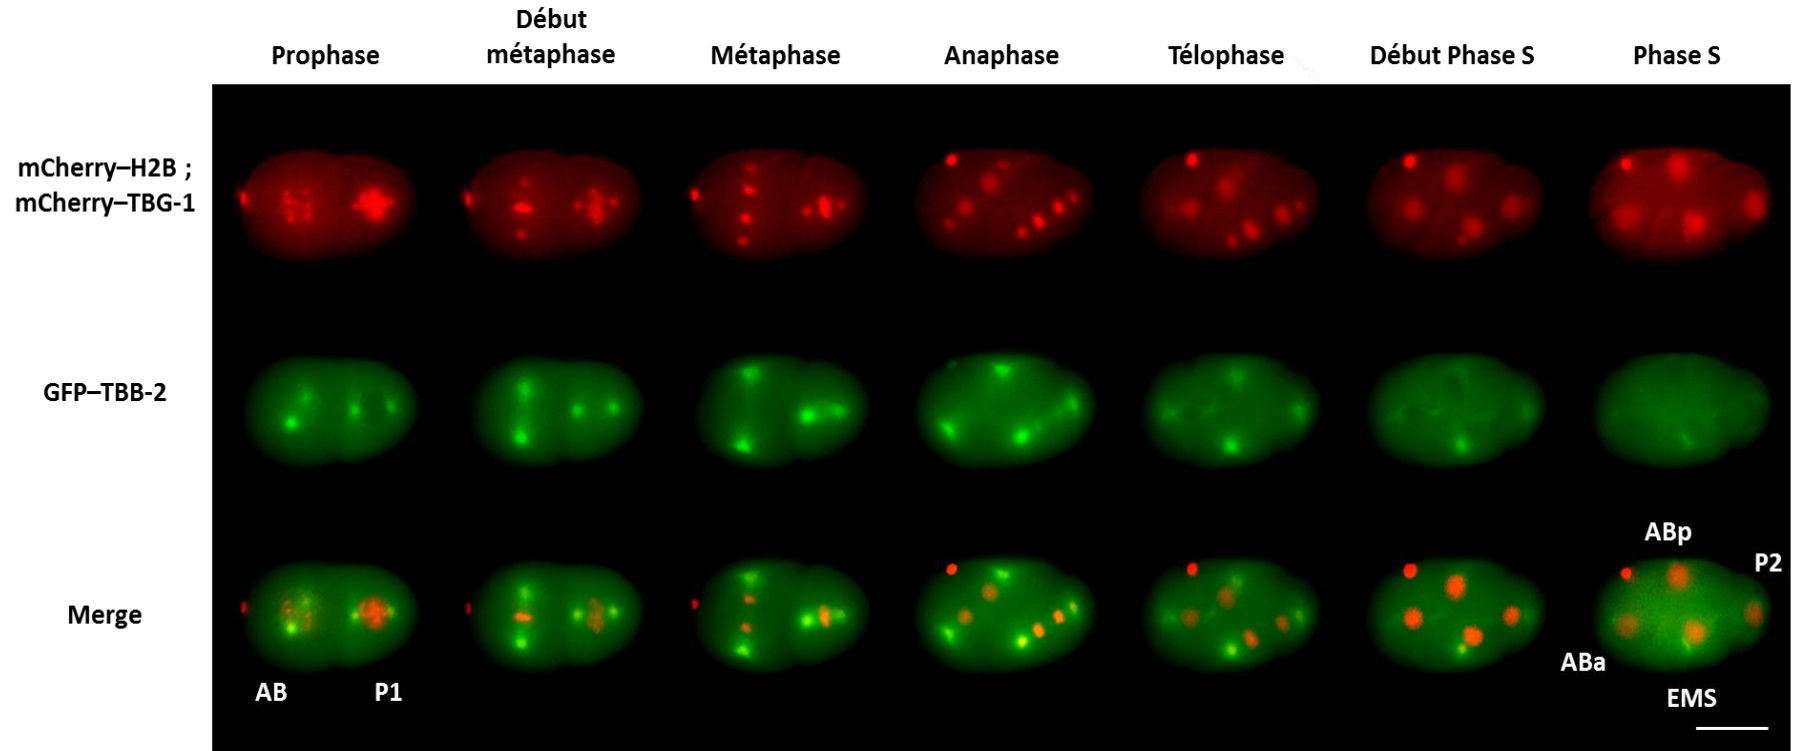 Prophase
Début
métaphase
Métaphase
Anaphase
Télophase
Début Phase S
Phase S
mCherry–H2B ;
mCherry–TBG-1
GFP–TBB-2
Merge
AB
P1
ABp
P2
ABa
EMS